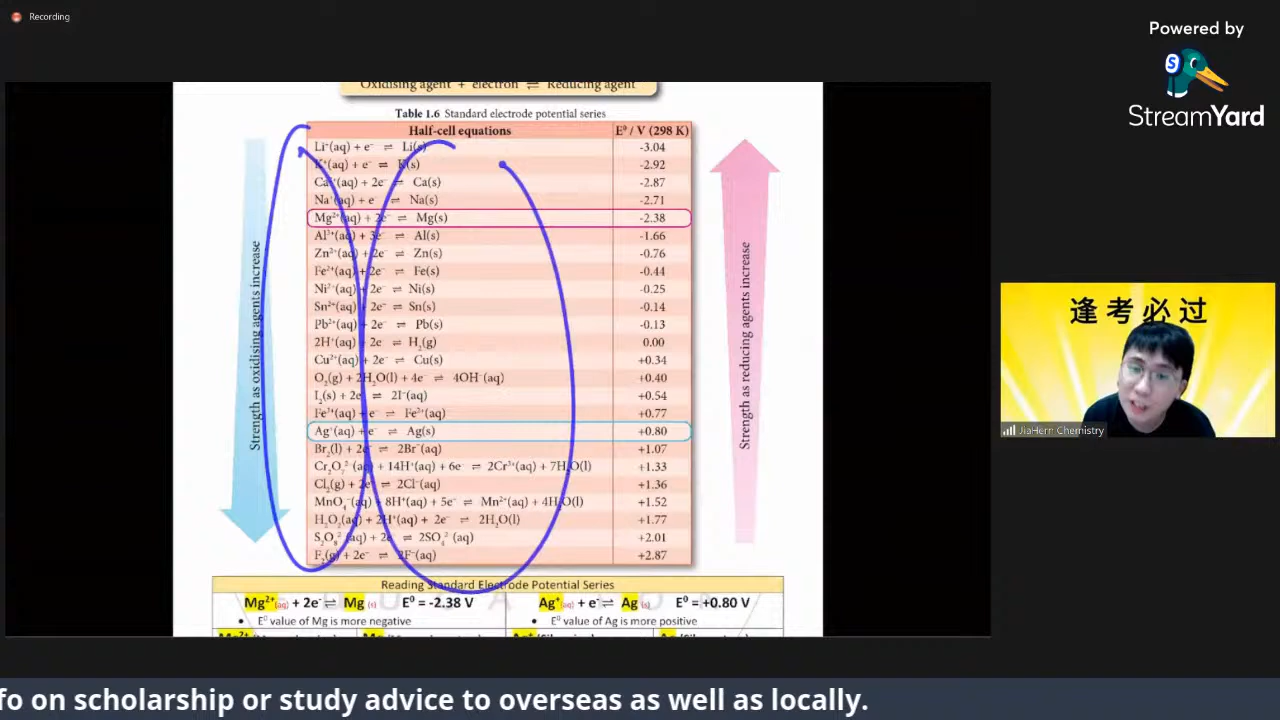 Recording
Powered by
S
StreamYard
Oxidising agent + electron ⇌ Reducing agent
Table 1.6 Standard electrode potential series
Half-cell equations E⁰ / V (298 K)
Li⁺(aq) + e⁻ ⇌ Li(s) -3.04
K⁺(aq) + e⁻ ⇌ K(s) -2.92
Ca²⁺(aq) + 2e⁻ ⇌ Ca(s) -2.87
Na⁺(aq) + e ⇌ Na(s) -2.71
Mg²⁺(aq) + 2e⁻ ⇌ Mg(s) -2.38
Al³⁺(aq) + 3e⁻ ⇌ Al(s) -1.66
Zn²⁺(aq) + 2e⁻ ⇌ Zn(s) -0.76
Fe²⁺(aq) + 2e⁻ ⇌ Fe(s) -0.44
Ni²⁺(aq) + 2e⁻ ⇌ Ni(s) -0.25
Sn²⁺(aq) + 2e⁻ ⇌ Sn(s) -0.14
Pb²⁺(aq) + 2e⁻ ⇌ Pb(s) -0.13
2H⁺(aq) + 2e ⇌ H₂(g) 0.00
Cu²⁺(aq) + 2e⁻ ⇌ Cu(s) +0.34
O₂(g) + 2H₂O(l) + 4e⁻ ⇌ 4OH⁻(aq) +0.40
I₂(s) + 2e⁻ ⇌ 2I⁻(aq) +0.54
Fe³⁺(aq) + e⁻ ⇌ Fe²⁺(aq) +0.77
Ag⁺(aq) + e⁻ ⇌ Ag(s) +0.80
Br₂(l) + 2e⁻ ⇌ 2Br⁻(aq) +1.07
Cr₂O₇²⁻(aq) + 14H⁺(aq) + 6e⁻ ⇌ 2Cr³⁺(aq) + 7H₂O(l) +1.33
Cl₂(g) + 2e⁻ ⇌ 2Cl⁻(aq) +1.36
MnO₄⁻(aq) + 8H⁺(aq) + 5e⁻ ⇌ Mn²⁺(aq) + 4H₂O(l) +1.52
H₂O₂(aq) + 2H⁺(aq) + 2e⁻ ⇌ 2H₂O(l) +1.77
S₂O₈²⁻(aq) + 2e⁻ ⇌ 2SO₄²⁻(aq) +2.01
F₂(g) + 2e⁻ ⇌ 2F⁻(aq) +2.87
Strength as oxidising agents increase
Strength as reducing agents increase
Reading Standard Electrode Potential Series
Mg²⁺(aq) + 2e⁻ ⇌ Mg (s) E⁰ = -2.38 V
Ag⁺(aq) + e⁻ ⇌ Ag (s) E⁰ = +0.80 V
• E⁰ value of Mg is more negative
• E⁰ value of Ag is more positive
逢考必过
JiaHern Chemistry
fo on scholarship or study advice to overseas as well as locally.